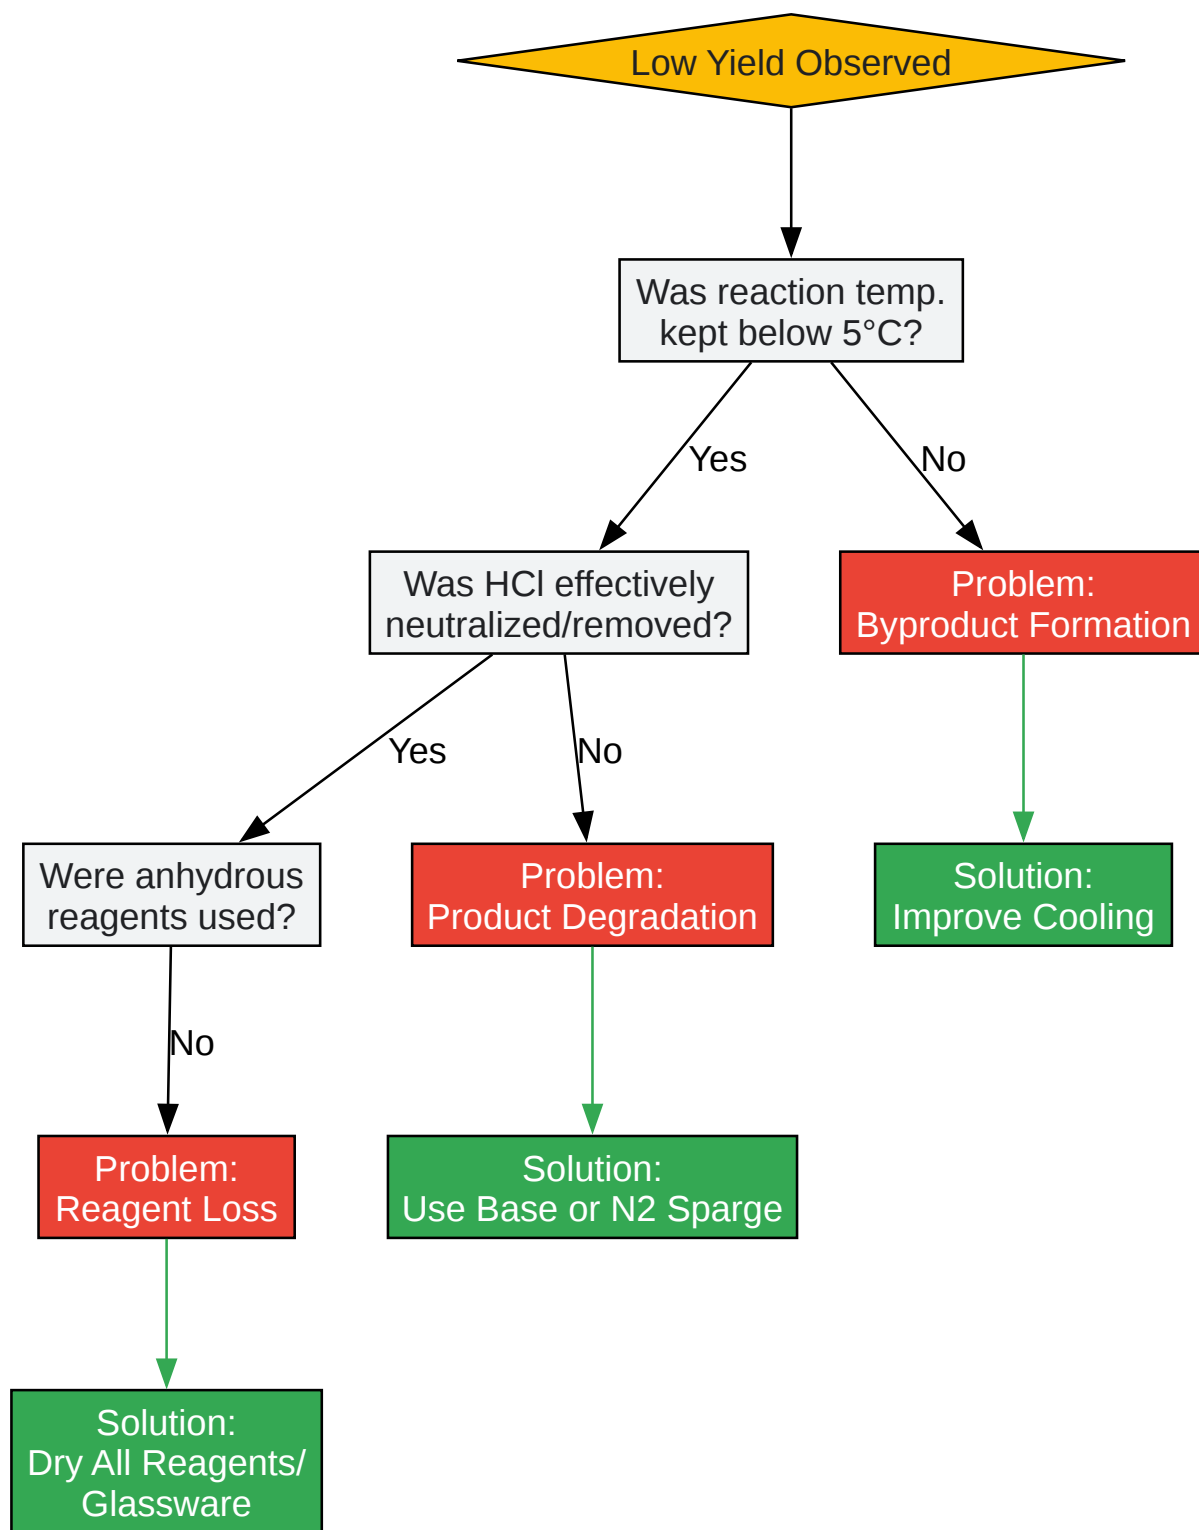 Low Yield Observed
Was reaction temp.
kept below 5°C?
Yes
No
Was HCl effectively
neutralized/removed?
Problem:
Byproduct Formation
Yes
No
Were anhydrous
reagents used?
Problem:
Product Degradation
Solution:
Improve Cooling
No
Problem:
Reagent Loss
Solution:
Use Base or N2 Sparge
Solution:
Dry All Reagents/
Glassware